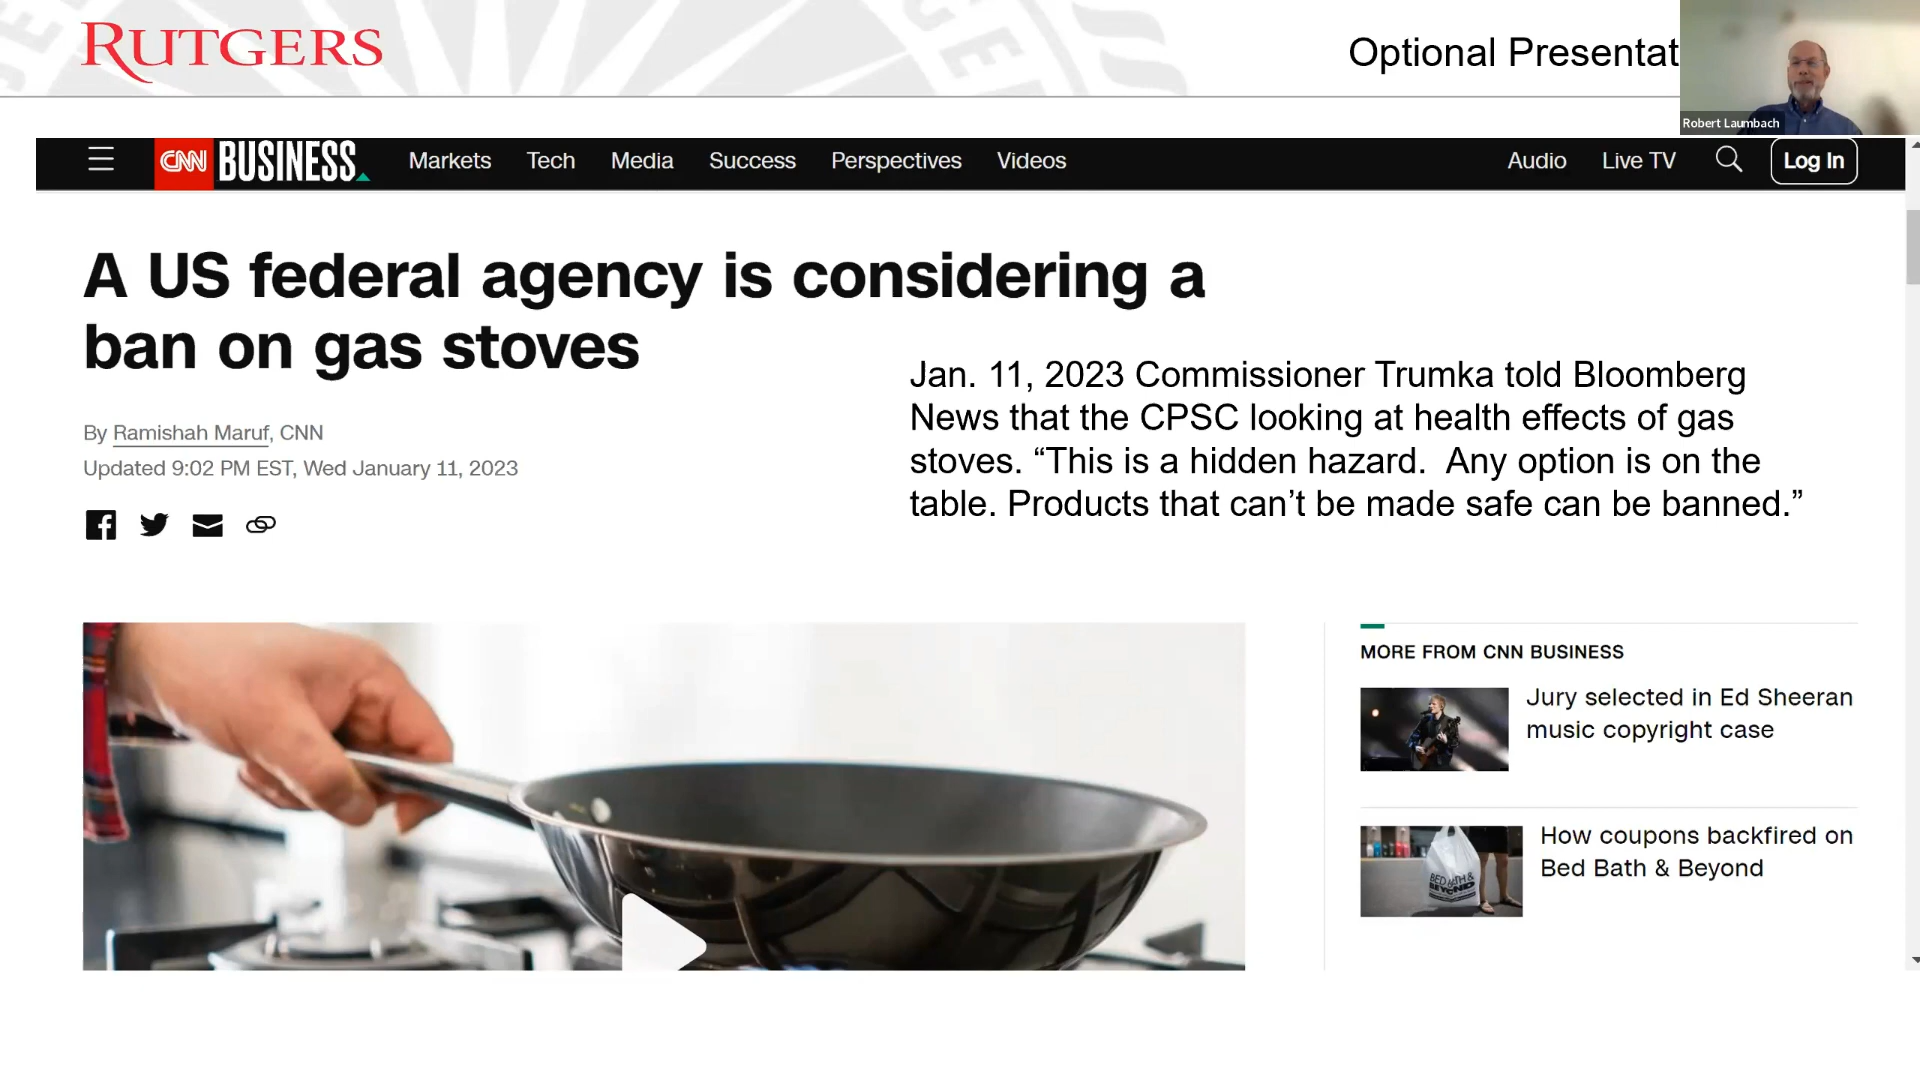 RUTGERS
Optional Presentat
Robert Laumbach
CNN BUSINESS
Markets
Tech
Media
Success
Perspectives
Videos
Audio
Live TV
Log In
A US federal agency is considering a
ban on gas stoves
By Ramishah Maruf, CNN
Updated 9:02 PM EST, Wed January 11, 2023
Jan. 11, 2023 Commissioner Trumka told Bloomberg
News that the CPSC looking at health effects of gas
stoves. “This is a hidden hazard.  Any option is on the
table. Products that can’t be made safe can be banned.”
MORE FROM CNN BUSINESS
Jury selected in Ed Sheeran
music copyright case
BED BATH &
BEYOND
How coupons backfired on
Bed Bath & Beyond